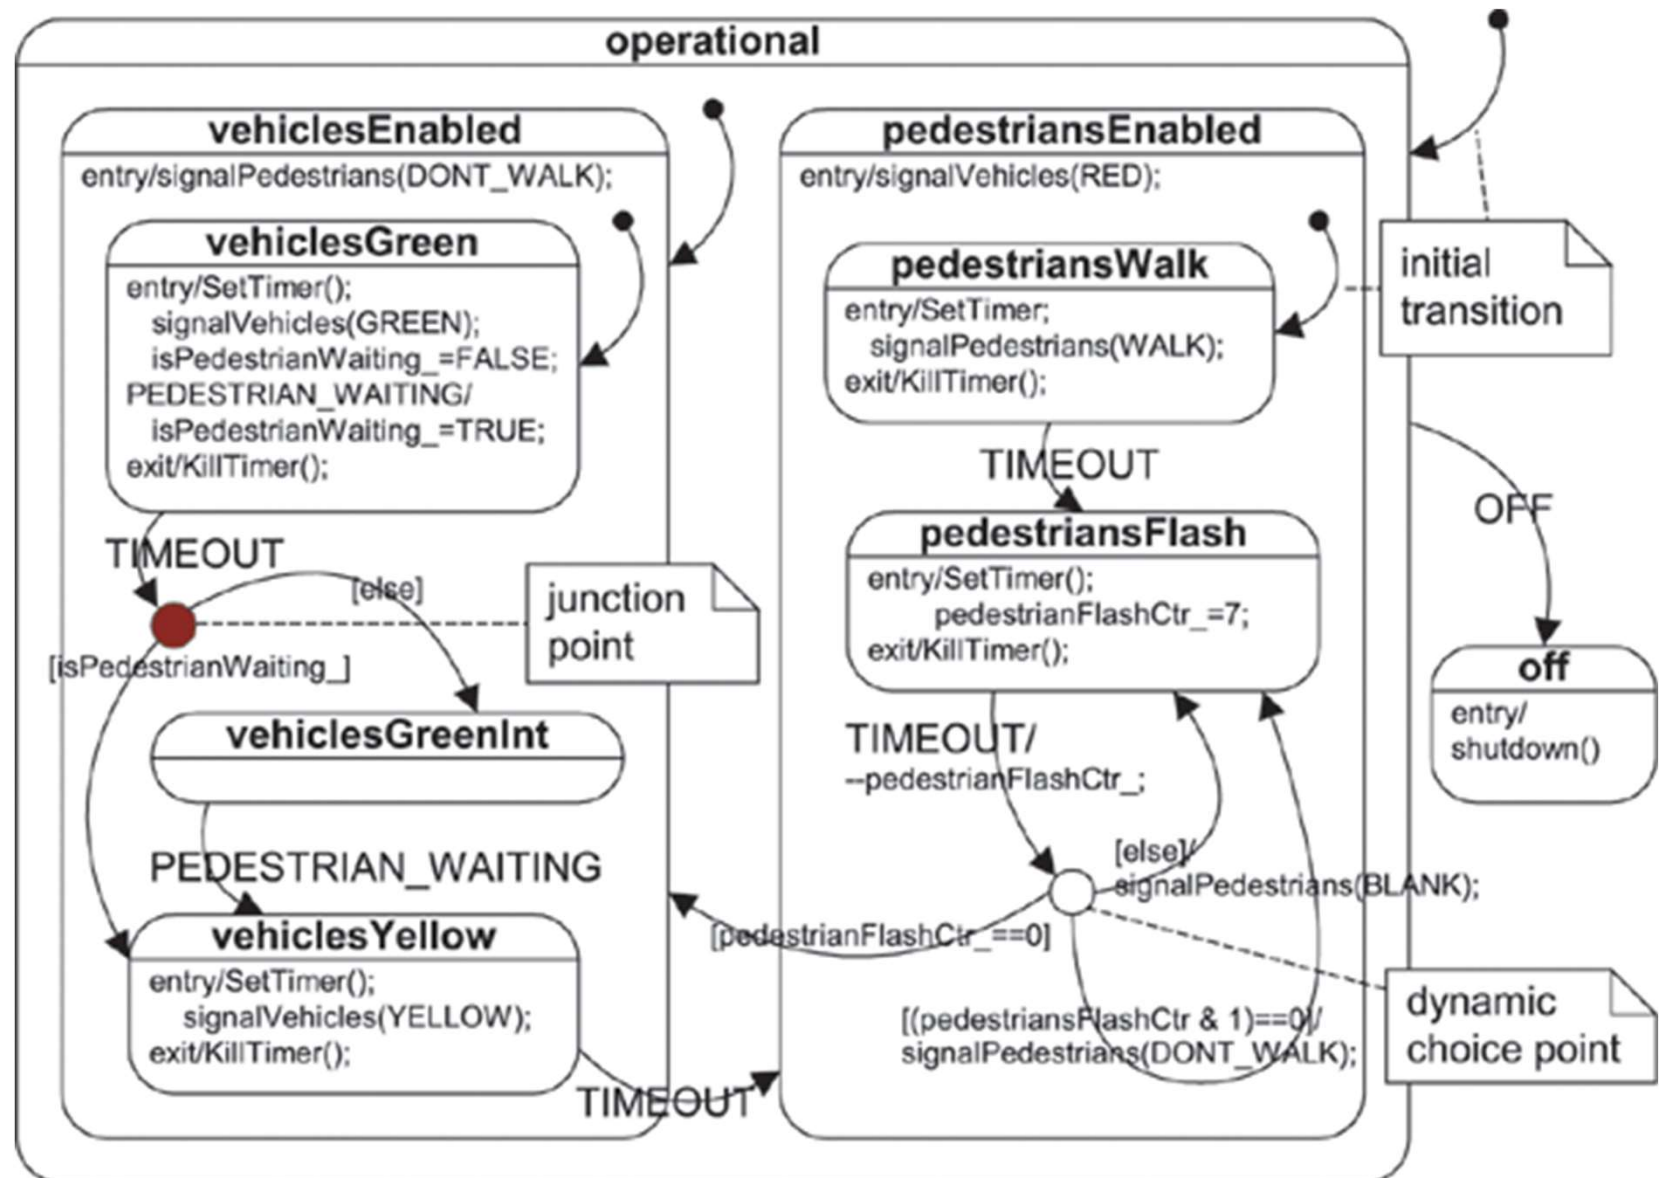 operational
vehiclesEnabled
entry/signalPedestrians(DONT_WALK);
vehiclesGreen
entry/SetTimer();
signalVehicles(GREEN);
isPedestrianWaiting_=FALSE;
PEDESTRIAN_WAITING/
isPedestrianWaiting_=TRUE;
exit/KillTimer();
TIMEOUT
[else]
junction
point
[isPedestrianWaiting_]
vehiclesGreenInt
PEDESTRIAN_WAITING
vehiclesYellow
entry/SetTimer();
signalVehicles(YELLOW);
exit/KillTimer();
TIMEOUT
pedestriansEnabled
entry/signalVehicles(RED);
pedestriansWalk
entry/SetTimer;
signalPedestrians(WALK);
exit/KillTimer();
TIMEOUT
pedestriansFlash
entry/SetTimer();
pedestrianFlashCtr_=7;
exit/KillTimer();
TIMEOUT/
--pedestrianFlashCtr_;
[else]/
signalPedestrians(BLANK);
[pedestrianFlashCtr_==0]
[(pedestriansFlashCtr & 1)==0]/
signalPedestrians(DONT_WALK);
initial
transition
OFF
off
entry/
shutdown()
dynamic
choice point